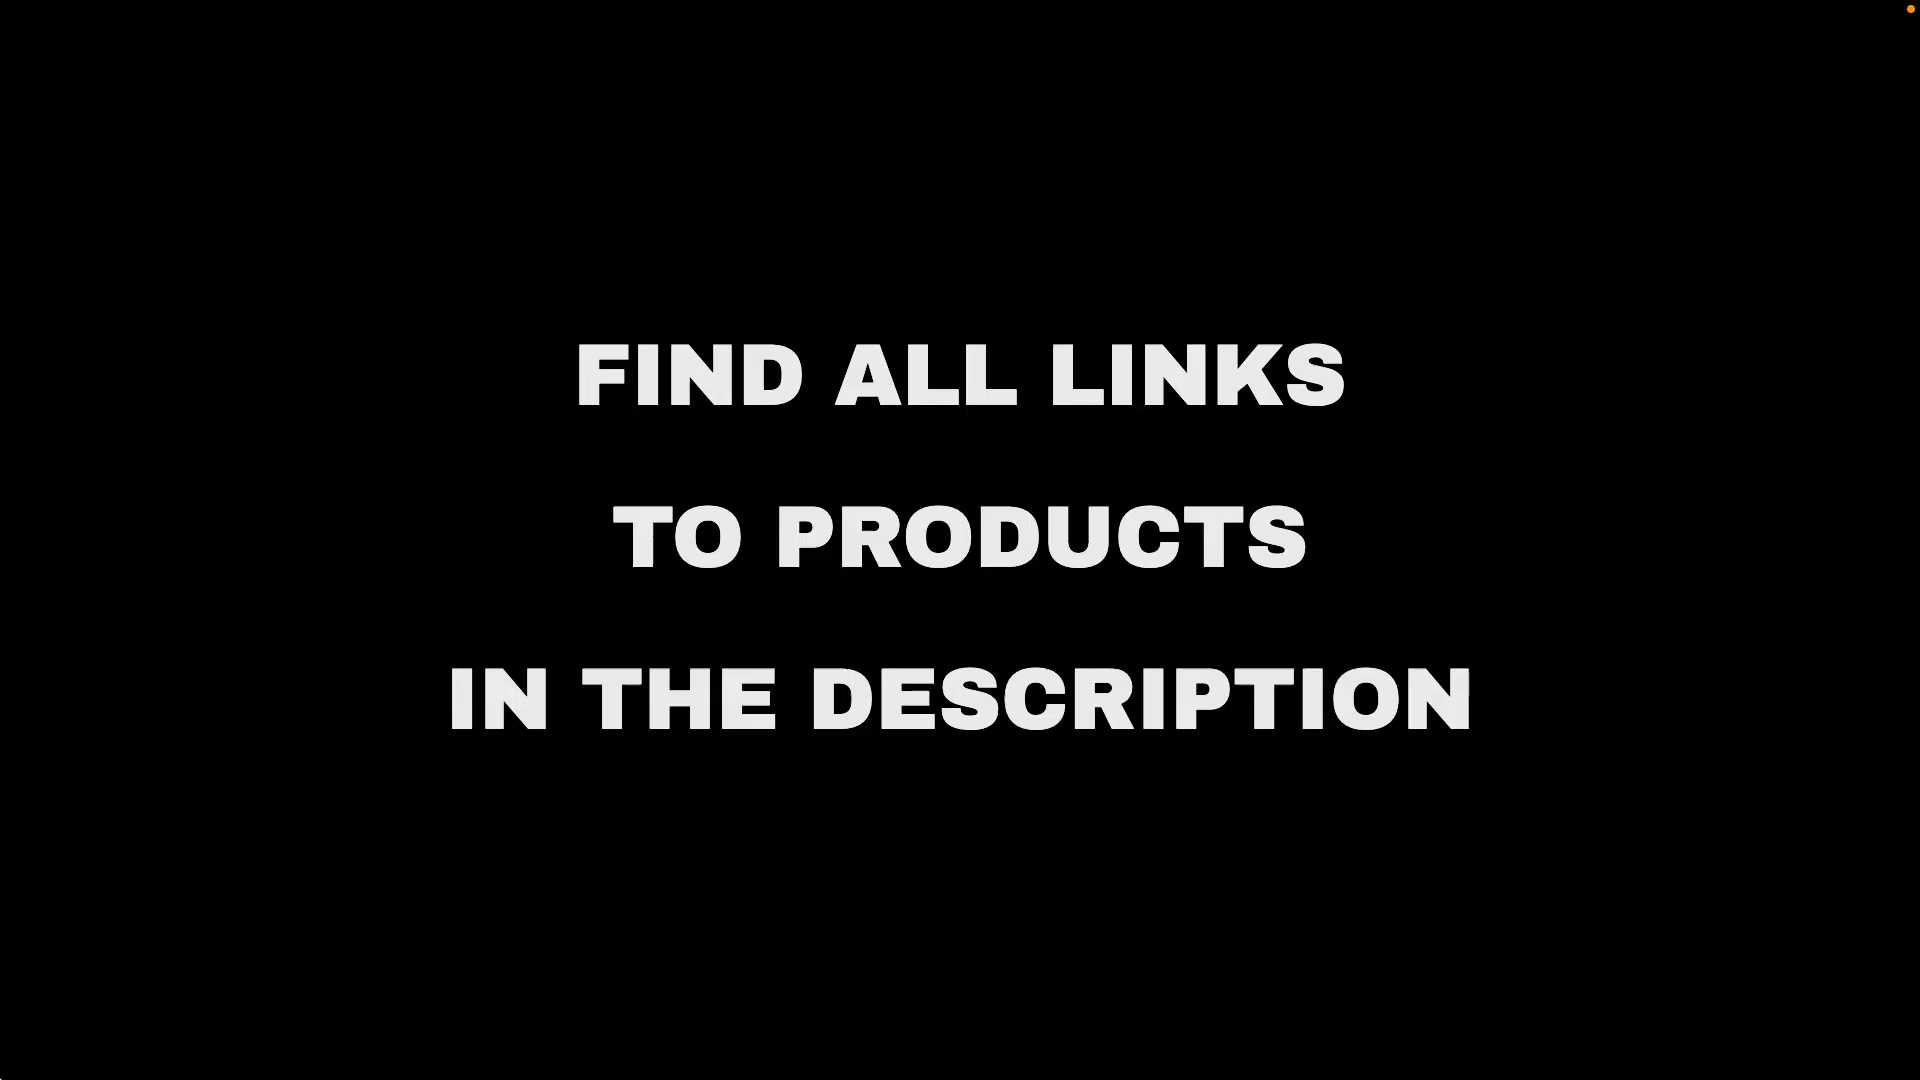 FIND ALL LINKS
TO PRODUCTS
IN THE DESCRIPTION